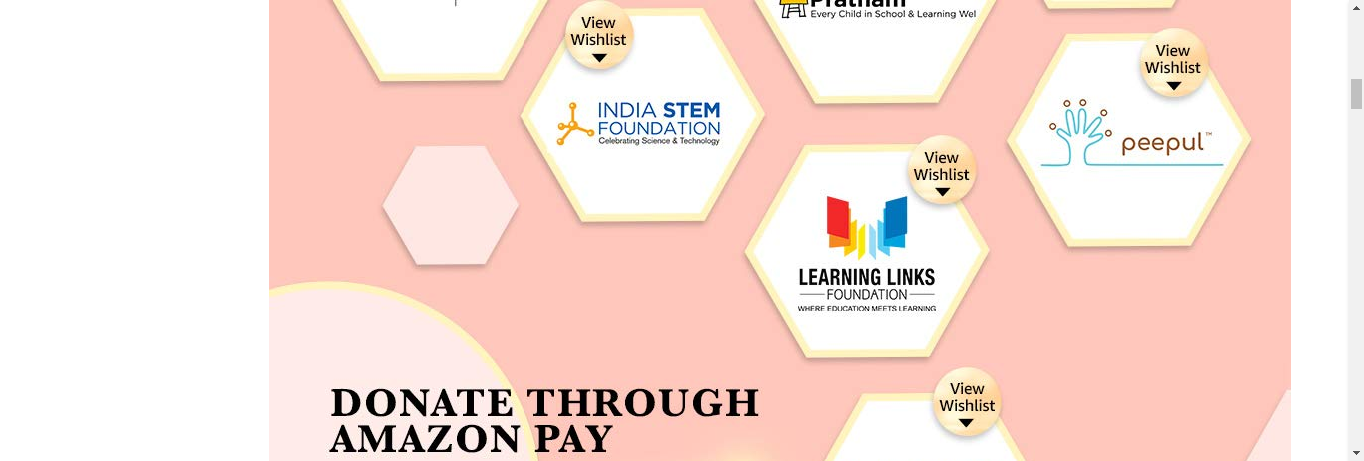 Pratham
Every Child in School & Learning Wel
View
Wishlist
INDIA STEM
FOUNDATION
Celebrating Science & Technology
View
Wishlist
peepul™
View
Wishlist
LEARNING LINKS
FOUNDATION
WHERE EDUCATION MEETS LEARNING
DONATE THROUGH
AMAZON PAY
View
Wishlist